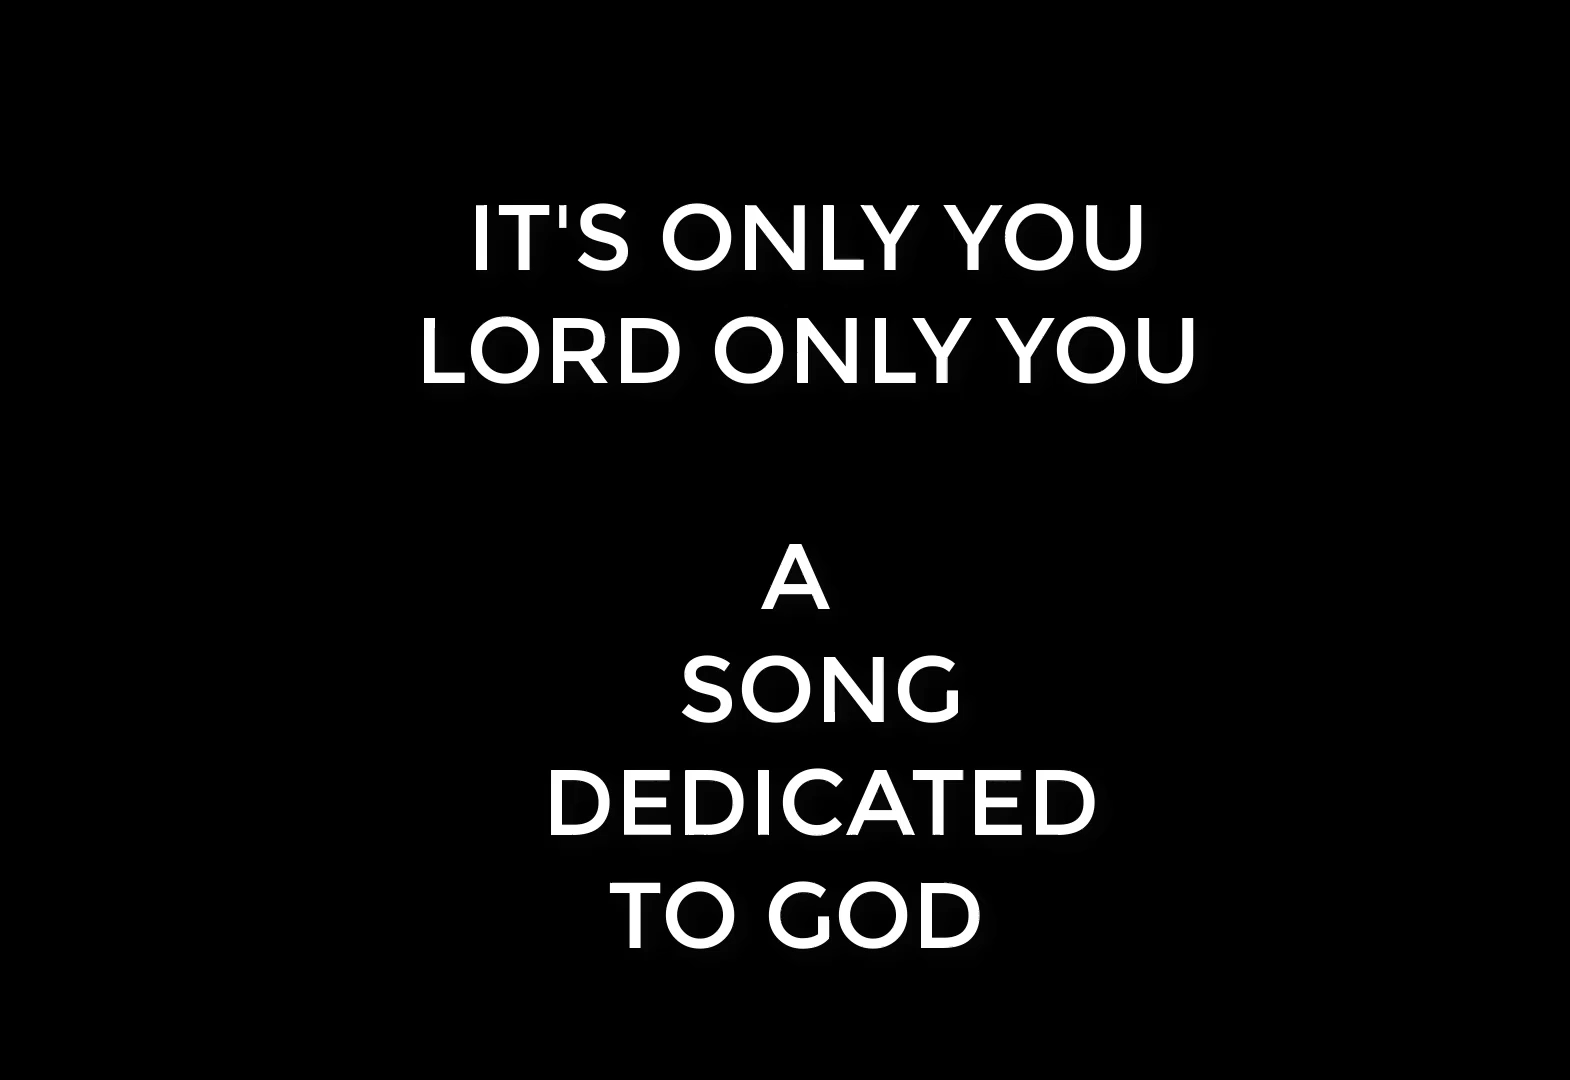 IT'S ONLY YOU
LORD ONLY YOU
A
SONG
DEDICATED
TO GOD